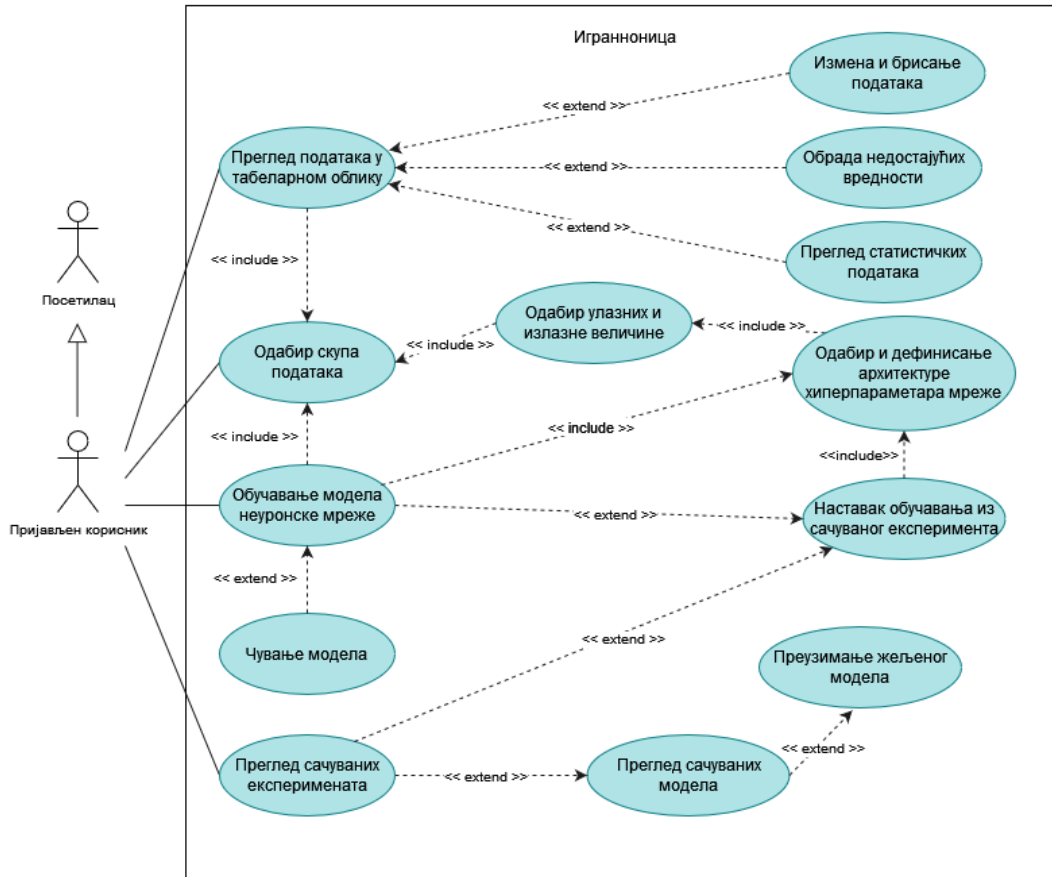 Игранноница
Измена и брисање
података
<< extend >>
Преглед података у
табеларном облику
<< extend >>
Обрада недостајућих
вредности
<< extend >>
Преглед статистичких
података
<< include >>
Посетилац
Одабир улазних и
излазне величине
<< include >>
<< include >>
Одабир скупа
података
Одабир и дефинисање
архитектуре
хиперпараметара мреже
<< include >>
<< include >>
<<include>>
Пријављен корисник
Обучавање модела
неуронске мреже
<< extend >>
Наставак обучавања из
сачуваног експеримента
<< extend >>
Чување модела
<< extend >>
Преузимање жељеног
модела
<< extend >>
Преглед сачуваних
експеримената
<< extend >>
Преглед сачуваних
модела